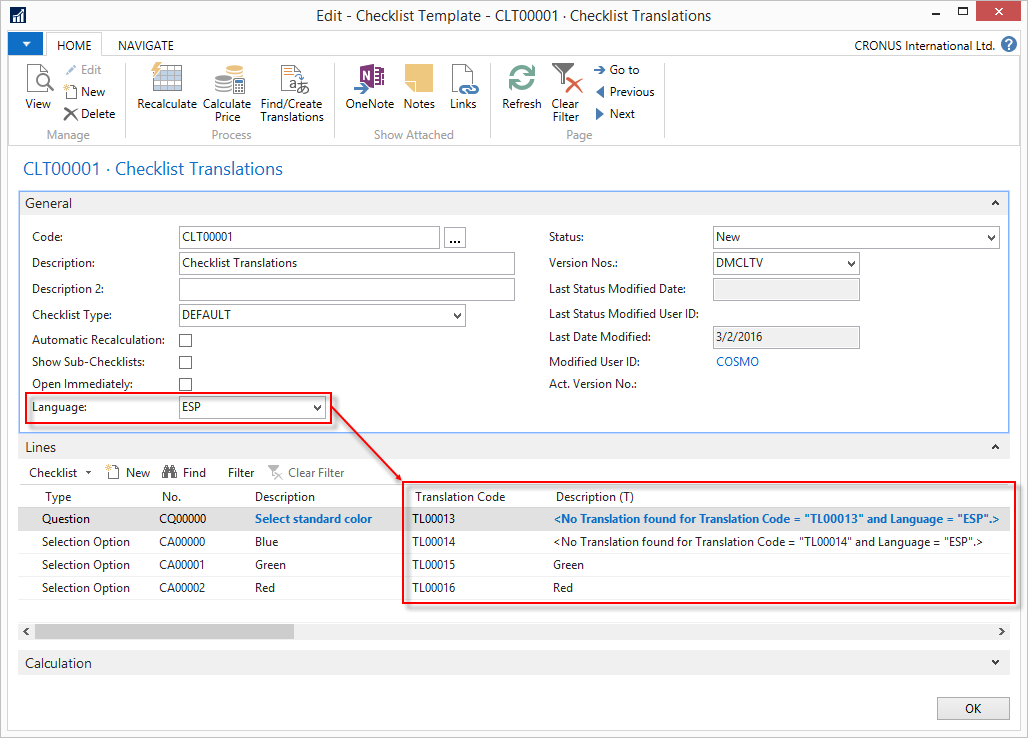 Edit - Checklist Template - CLT00001 · Checklist Translations
HOME NAVIGATE CRONUS International Ltd.
View Edit New Delete
Manage
Recalculate Calculate Price Find/Create Translations
Process
OneNote Notes Links
Show Attached
Refresh Clear Filter Go to Previous Next
Page
CLT00001 · Checklist Translations
General
Code: CLT00001 ... Status: New
Description: Checklist Translations Version Nos.: DMCLTV
Description 2: Last Status Modified Date:
Checklist Type: DEFAULT Last Status Modified User ID:
Automatic Recalculation: Last Date Modified: 3/2/2016
Show Sub-Checklists: Modified User ID: COSMO
Open Immediately: Act. Version No.:
Language: ESP
Lines
Checklist New Find Filter Clear Filter
Type No. Description Translation Code Description (T)
Question CQ00000 Select standard color TL00013 <No Translation found for Translation Code = "TL00013" and Language = "ESP".>
Selection Option CA00000 Blue TL00014 <No Translation found for Translation Code = "TL00014" and Language = "ESP".>
Selection Option CA00001 Green TL00015 Green
Selection Option CA00002 Red TL00016 Red
Calculation
OK